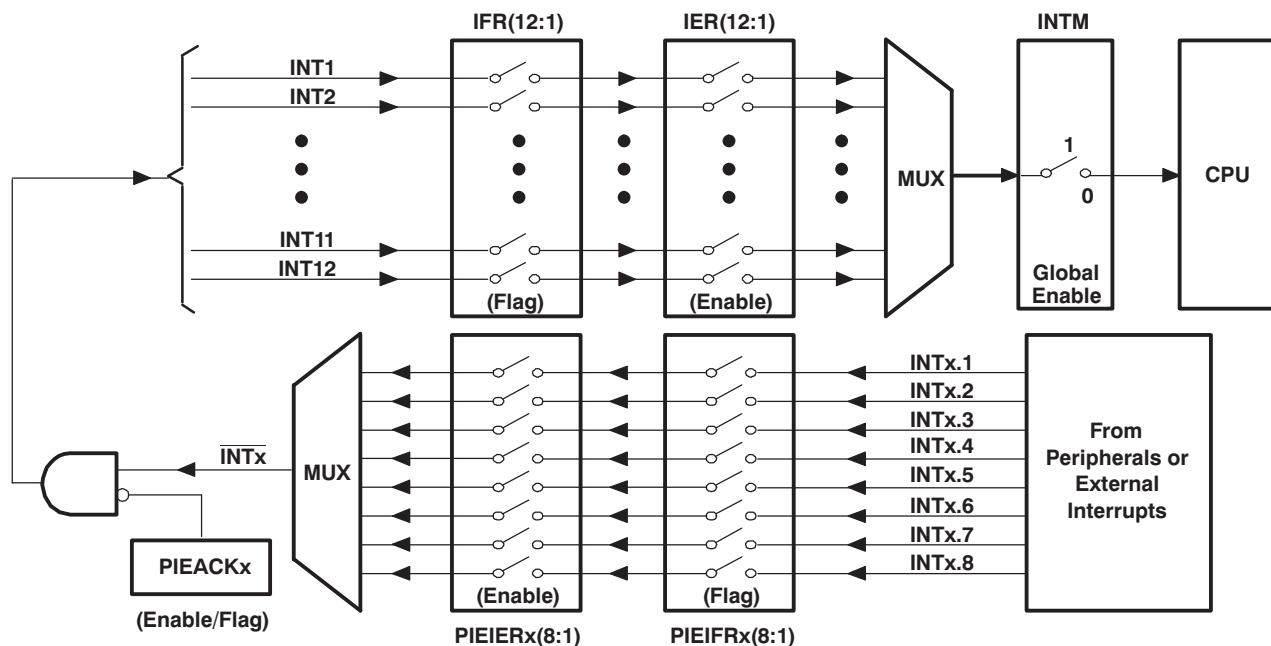 IFR(12:1)
IER(12:1)
INTM
INT1
INT2
1
MUX
CPU
0
INT11
INT12
Global
Enable
(Flag)
(Enable)
INTx.1
INTx.2
INTx.3
From
INTx.4
Peripherals or
INTx
MUX
INTx.5
External
INTx.6
Interrupts
INTx.7
PIEACKx
INTx.8
(Enable)
(Flag)
(Enable/Flag)
PIEIERx(8:1)
PIEIFRx(8:1)